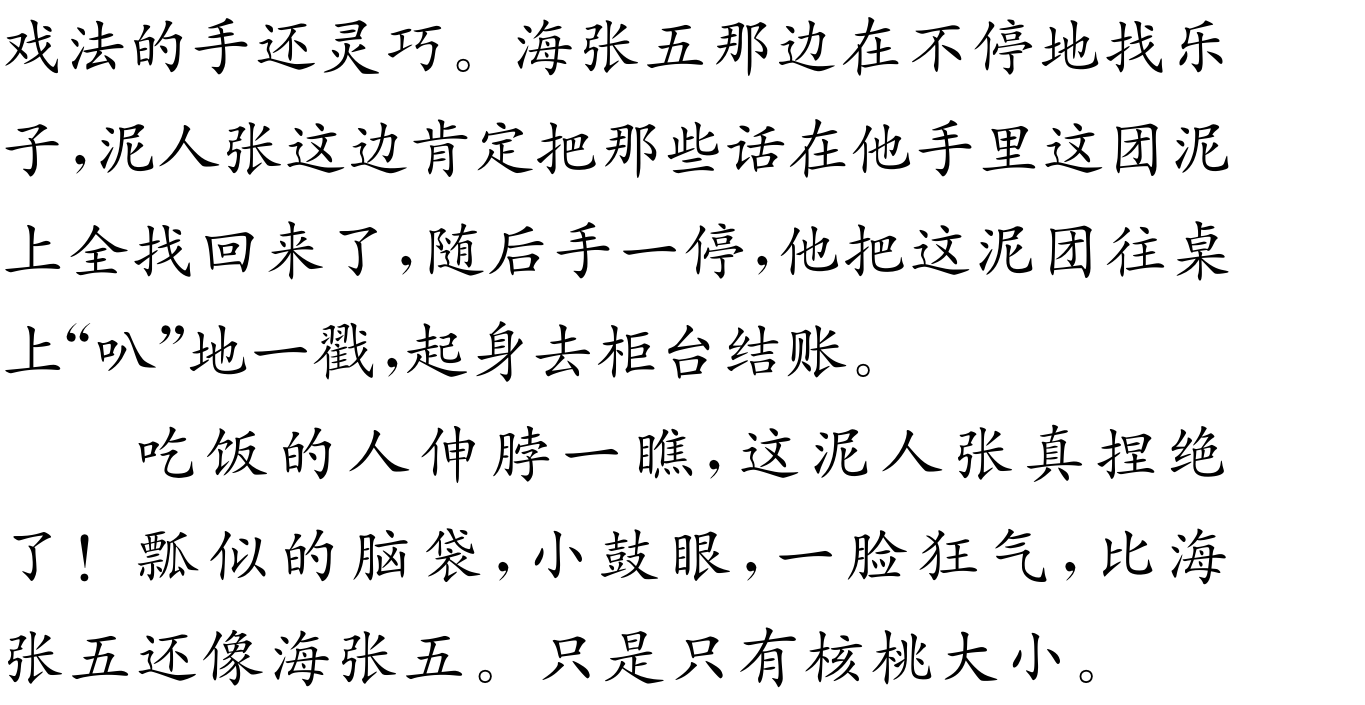 戏法的手还灵巧。海张五那边在不停地找乐
子,泥人张这边肯定把那些话在他手里这团泥
上全找回来了,随后手一停,他把这泥团往桌
上“叭”地一戳,起身去柜台结账。
吃饭的人伸脖一瞧,这泥人张真捏绝
了！瓢似的脑袋,小鼓眼,一脸狂气,比海
张五还像海张五。只是只有核桃大小。